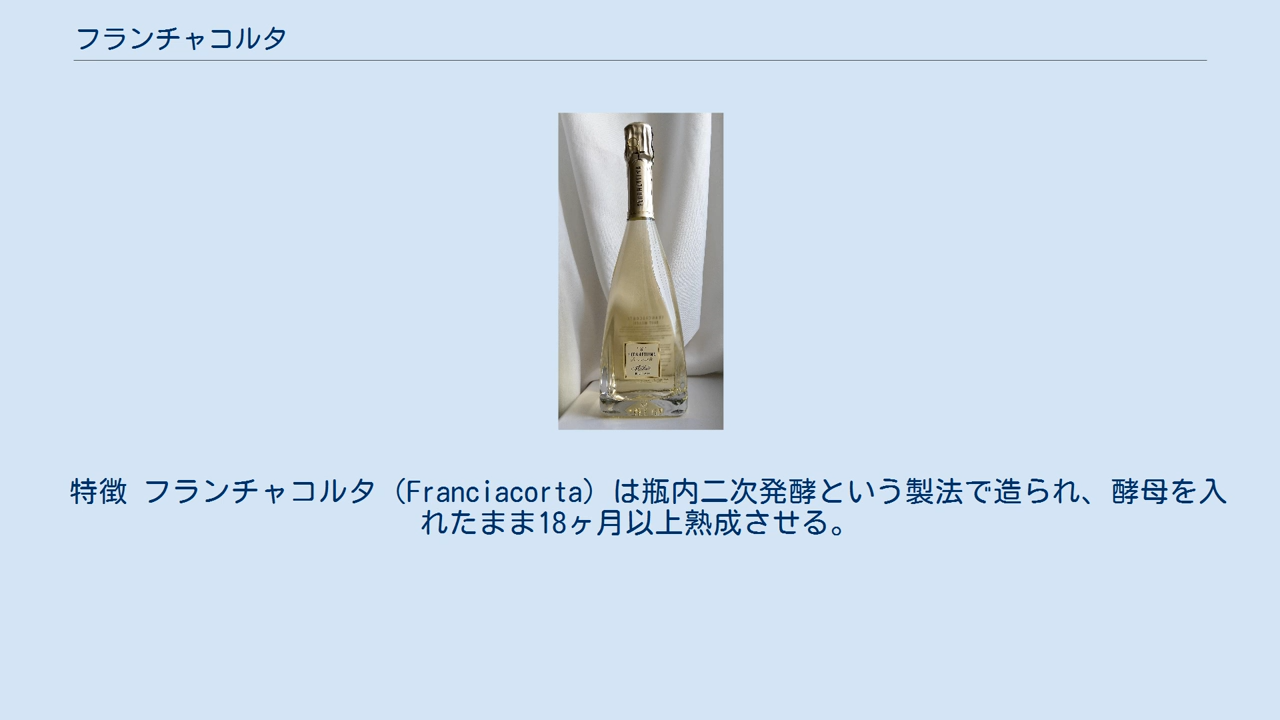 フランチャコルタ
特徴 フランチャコルタ（Franciacorta）は瓶内二次発酵という製法で造られ、酵母を入
れたまま18ヶ月以上熟成させる。